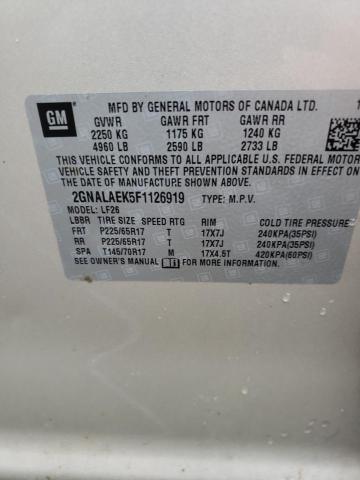 GM
MFD BY GENERAL MOTORS OF CANADA LTD.
GVWR GAWR FRT GAWR RR
2250 KG 1175 KG 1240 KG
4960 LB 2590 LB 2733 LB
THIS VEHICLE CONFORMS TO ALL APPLICABLE U.S. FEDERAL MOTOR
VEHICLE SAFETY AND THEFT PREVENTION STANDARDS IN EFFECT ON
THE DATE OF MANUFACTURE SHOWN ABOVE.
2GNALAEK5F1126919 TYPE: M.P.V.
MODEL: LF26
LBBR TIRE SIZE SPEED RTG RIM COLD TIRE PRESSUR
FRT P225/65R17 T 17X7J 240KPA(35PSI)
RR P225/65R17 T 17X7J 240KPA(35PSI)
SPA T145/70R17 M 17X4.5T 420KPA(60PSI)
SEE OWNER'S MANUAL FOR MORE INFORMATION.